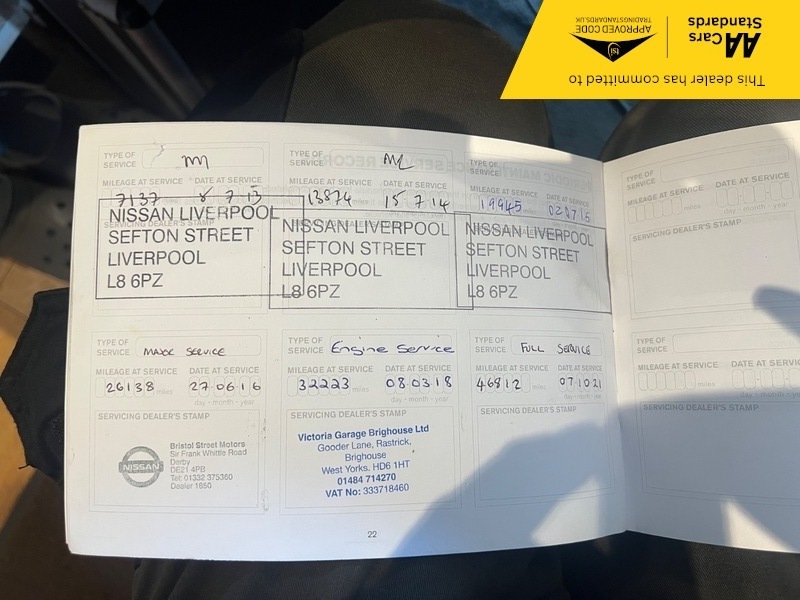 This dealer has committed to
AA
Cars
Standards
tsi
APPROVED CODE
TRADINGSTANDARDS.UK
TYPE OF
SERVICE
M
MILEAGE AT SERVICE DATE AT SERVICE
7137 8 7 13
NISSAN LIVERPOOL
SEFTON STREET
LIVERPOOL
L8 6PZ
TYPE OF
SERVICE
MILEAGE AT SERVICE DATE AT SERVICE
13874 15 7 14
NISSAN LIVERPOOL
SEFTON STREET
LIVERPOOL
L8 6PZ
TYPE OF
SERVICE
MILEAGE AT SERVICE DATE AT SERVICE
19945
NISSAN LIVERPOOL
SEFTON STREET
LIVERPOOL
L8 6PZ
TYPE OF
SERVICE
MILEAGE AT SERVICE DATE AT SERVICE
day - month - year
SERVICING DEALER'S STAMP
TYPE OF
SERVICE MAJOR SERVICE
MILEAGE AT SERVICE DATE AT SERVICE
26138 miles 27 06 16
day - month - year
SERVICING DEALER'S STAMP
NISSAN
Bristol Street Motors
Sir Frank Whittle Road
Derby
DE21 4PB
Tel: 01332 375360
Dealer 1650
TYPE OF
SERVICE Engine Service
MILEAGE AT SERVICE DATE AT SERVICE
32223 miles 08 03 18
day - month - year
SERVICING DEALER'S STAMP
Victoria Garage Brighouse Ltd
Gooder Lane, Rastrick,
Brighouse
West Yorks. HD6 1HT
01484 714270
VAT No: 333718460
TYPE OF
SERVICE FULL SERVICE
MILEAGE AT SERVICE DATE AT SERVICE
46812 miles 07 10 21
day - month - year
SERVICING DEALER'S STAMP
TYPE OF
SERVICE
MILEAGE AT SERVICE DATE AT SERVICE
miles
day - month - year
SERVICING DEALER'S STAMP
22